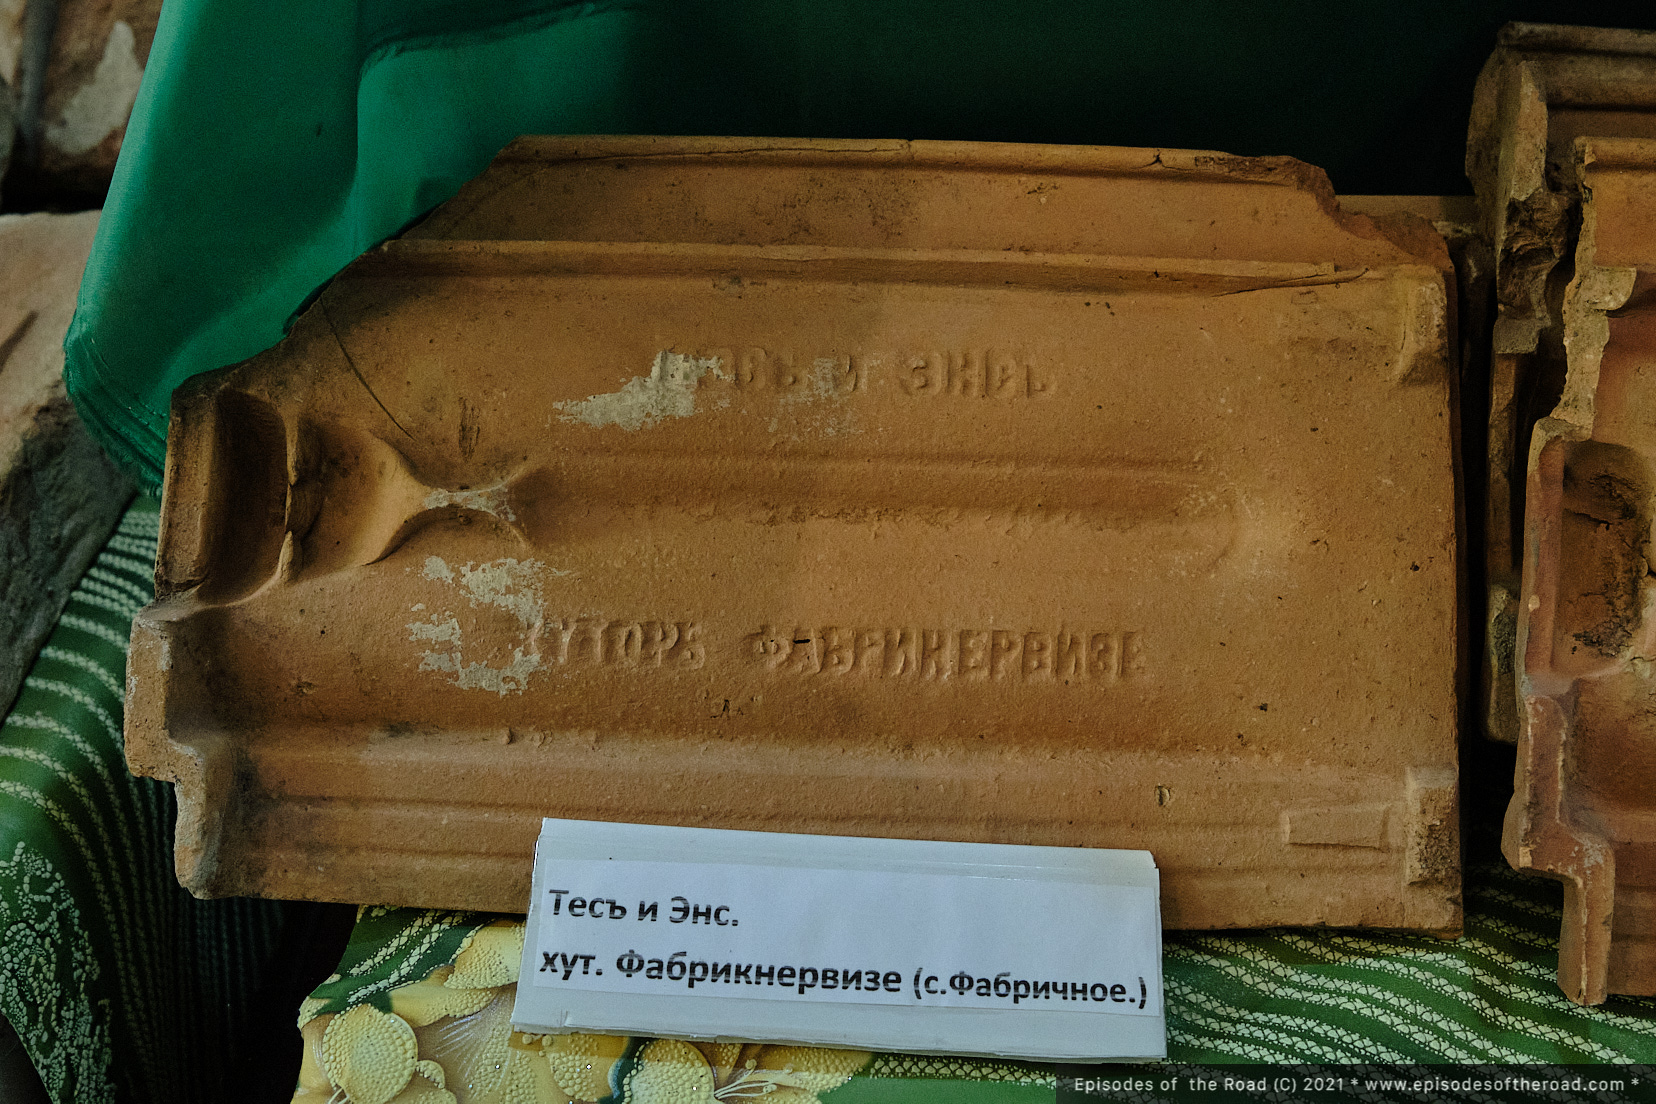 И ЭНСЪ
ФАБРИКЕРВИЗЕ
Тесъ и Энс.
хут. Фабрикнервизе (с.Фабричное.)
Episodes of the Road (C) 2021 * www.episodesoftheroad.com *